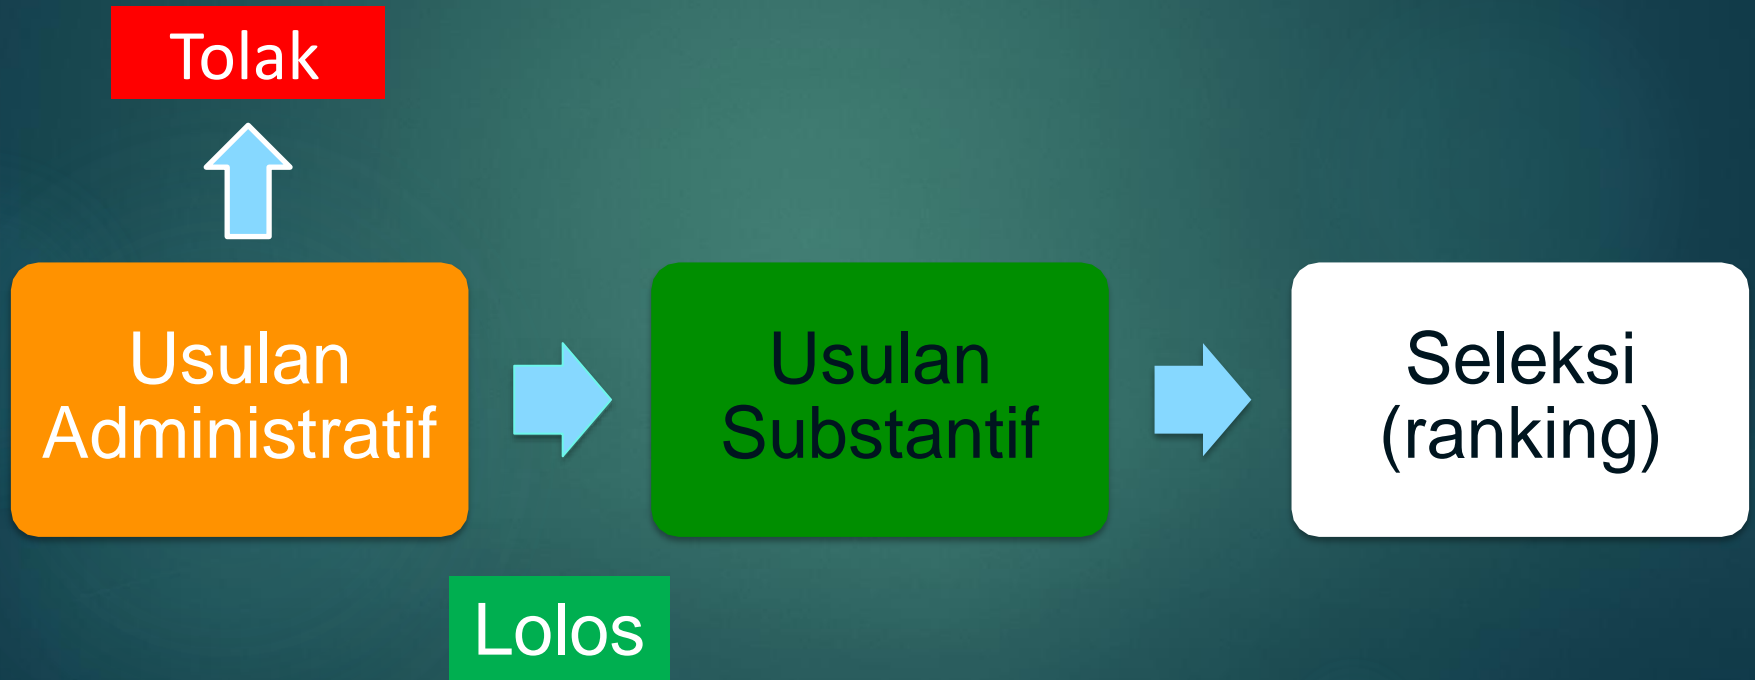 Tolak
Usulan
Administratif
Usulan
Substantif
Seleksi
(ranking)
Lolos